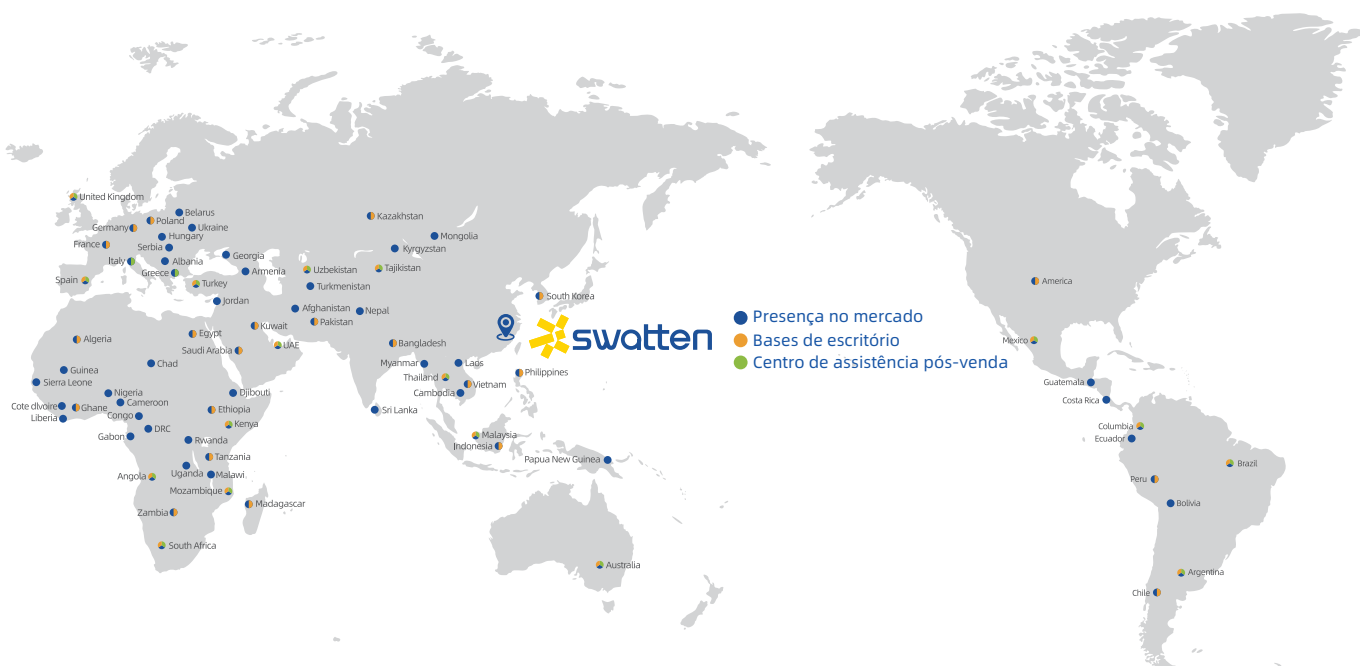 United Kingdom
Belarus
Poland
Germany
Ukraine
Hungary
France
Serbia
Italy
Albania
Greece
Spain
Turkey
Georgia
Armenia
Jordan
Kazakhstan
Mongolia
Kyrgyzstan
Uzbekistan
Tajikistan
Turkmenistan
Afghanistan
Nepal
Pakistan
South Korea
swatten
Presença no mercado
Bases de escritório
Centro de assistência pós-venda
Kuwait
Egypt
Algeria
Saudi Arabia
UAE
Bangladesh
Chad
Myanmar
Laos
Guinea
Thailand
Philippines
Sierra Leone
Vietnam
Nigeria
Djibouti
Cambodia
Cameroon
Cote dIvoire
Ghane
Ethiopia
Sri Lanka
Liberia
Congo
Kenya
DRC
Gabon
Rwanda
Malaysia
Indonesia
Tanzania
Papua New Guinea
Uganda
Malawi
Angola
Mozambique
Madagascar
Zambia
South Africa
Australia
America
Mexico
Guatemala
Costa Rica
Columbia
Ecuador
Brazil
Peru
Bolivia
Argentina
Chile